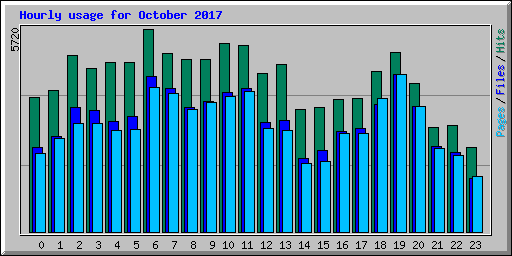 Hourly usage for October 2017
5720
Pages/Files/Hits
0 1 2 3 4 5 6 7 8 9 10 11 12 13 14 15 16 17 18 19 20 21 22 23